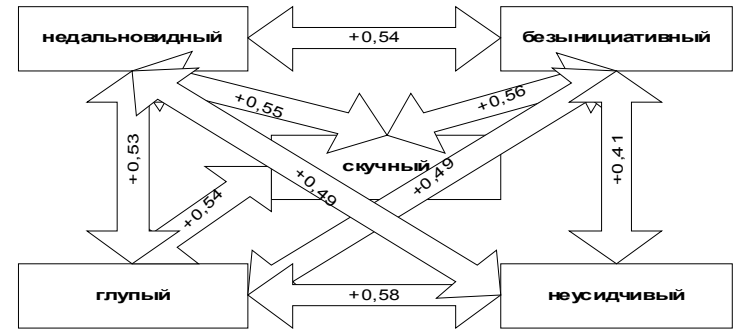 недальновидный
+0,54
безынициативный
+0,55
+0,56
+0,53
скучный
+0,49
+0,41
+0,54
+0,49
глупый
+0,58
неусидчивый